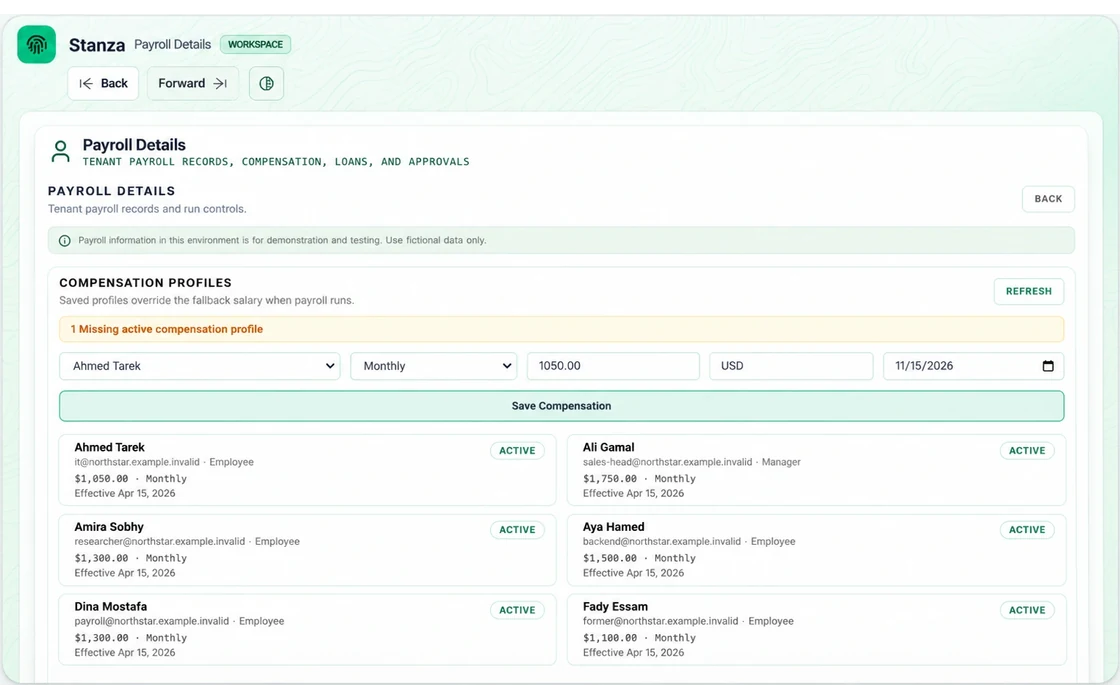 Stanza Payroll Details WORKSPACE
Back Forward
Payroll Details
TENANT PAYROLL RECORDS, COMPENSATION, LOANS, AND APPROVALS
PAYROLL DETAILS
Tenant payroll records and run controls.
BACK
Payroll information in this environment is for demonstration and testing. Use fictional data only.
COMPENSATION PROFILES
Saved profiles override the fallback salary when payroll runs.
REFRESH
1 Missing active compensation profile
Ahmed Tarek Monthly 1050.00 USD 11/15/2026
Save Compensation
Ahmed Tarek ACTIVE
it@northstar.example.invalid · Employee
$1,050.00 · Monthly
Effective Apr 15, 2026
Ali Gamal ACTIVE
sales-head@northstar.example.invalid · Manager
$1,750.00 · Monthly
Effective Apr 15, 2026
Amira Sobhy ACTIVE
researcher@northstar.example.invalid · Employee
$1,300.00 · Monthly
Effective Apr 15, 2026
Aya Hamed ACTIVE
backend@northstar.example.invalid · Employee
$1,500.00 · Monthly
Effective Apr 15, 2026
Dina Mostafa ACTIVE
payroll@northstar.example.invalid · Employee
$1,300.00 · Monthly
Effective Apr 15, 2026
Fady Essam ACTIVE
former@northstar.example.invalid · Employee
$1,100.00 · Monthly
Effective Apr 15, 2026